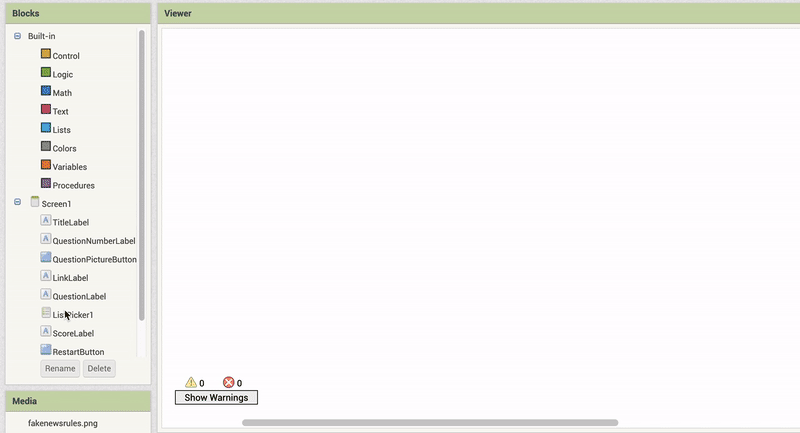 Blocks
Viewer
Built-in
Control
Logic
Math
Text
Lists
Colors
Variables
Procedures
Screen1
TitleLabel
QuestionNumberLabel
QuestionPictureButton
LinkLabel
QuestionLabel
ListPicker1
ScoreLabel
RestartButton
Rename Delete
0 0
Show Warnings
Media
fakenewsrules.png